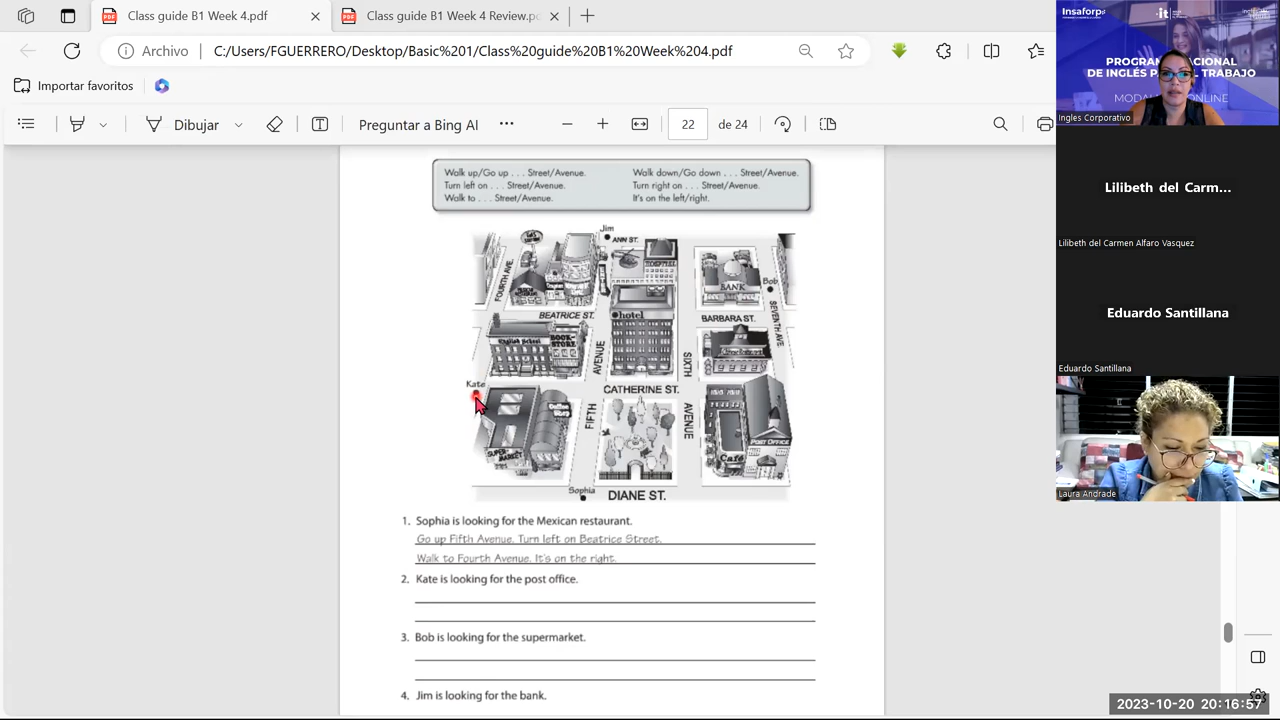 Class guide B1 Week 4.pdf
Class guide B1 Week 4 Review.pdf
Archivo
C:/Users/FGUERRERO/Desktop/Basic%201/Class%20guide%20B1%20Week%204.pdf
Importar favoritos
Dibujar
Preguntar a Bing AI
22
de 24
Walk up/Go up . . . Street/Avenue.
Walk down/Go down . . . Street/Avenue.
Turn left on . . . Street/Avenue.
Turn right on . . . Street/Avenue.
Walk to . . . Street/Avenue.
It's on the left/right.
Jim
ANN ST.
HOSPITAL
FOURTH AVE.
BANK
Bob
SEVENTH AVE.
BEATRICE ST.
hotel
BARBARA ST.
English School
BOOK-STORE
AVENUE
SIXTH
Kate
CATHERINE ST.
FIFTH
AVENUE
POST OFFICE
Café
Sophia
DIANE ST.
1. Sophia is looking for the Mexican restaurant.
Go up Fifth Avenue. Turn left on Beatrice Street.
Walk to Fourth Avenue. It's on the right.
2. Kate is looking for the post office.
3. Bob is looking for the supermarket.
4. Jim is looking for the bank.
Insaforp
PROGRAMA NACIONAL
DE INGLÉS PARA EL TRABAJO
Ingles Corporativo
Lilibeth del Carm...
Lilibeth del Carmen Alfaro Vasquez
Eduardo Santillana
Eduardo Santillana
Laura Andrade
2023-10-20 20:16:57